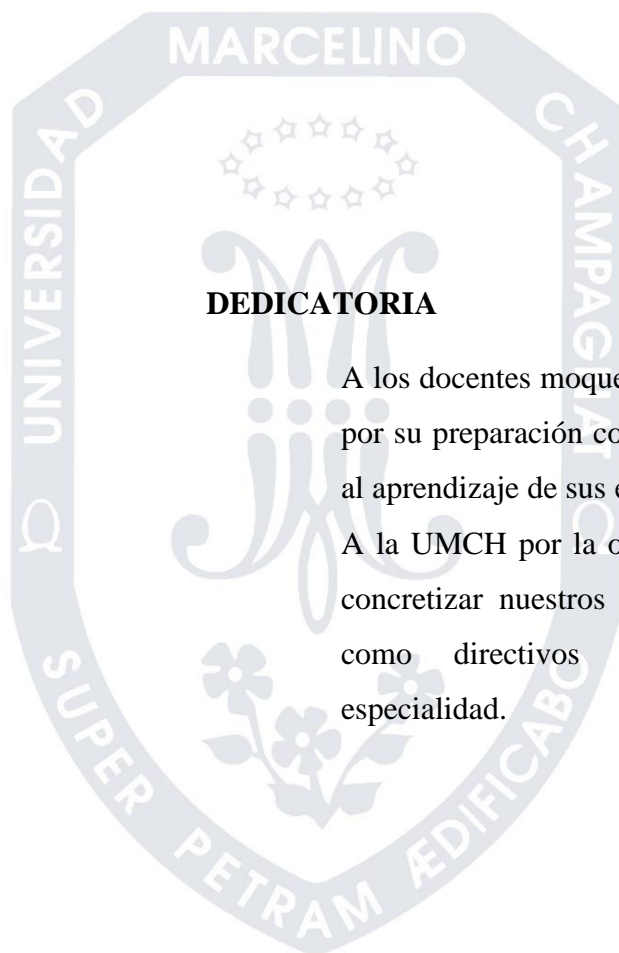 UNIVERSIDAD
MARCELINO
CHAMPAGNAT
DEDICATORIA
A los docentes moque
por su preparación co
al aprendizaje de sus e
A la UMCH por la o
concretizar nuestros
como directivos
especialidad.
SUPER PETRAM ÆDIFICABO